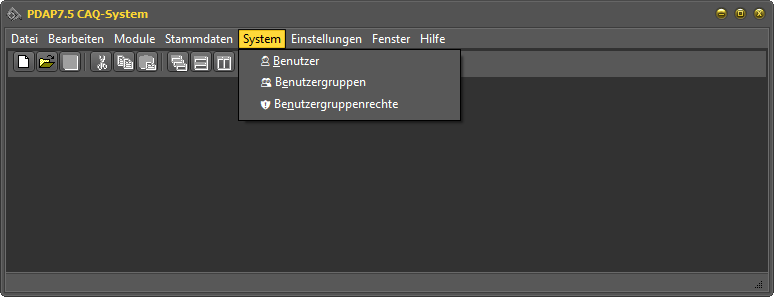 PDAP7.5 CAQ-System
Datei Bearbeiten Module Stammdaten System Einstellungen Fenster Hilfe
Benutzer
Benutzergruppen
Benutzergruppenrechte